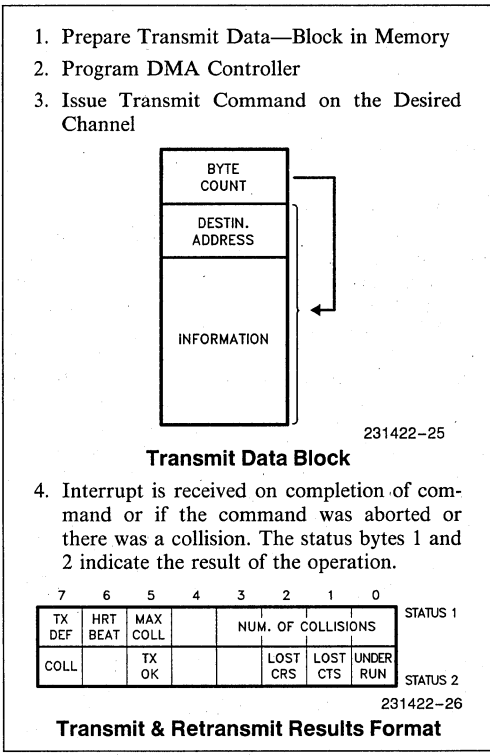 1. Prepare Transmit Data—Block in Memory
2. Program DMA Controller
3. Issue Transmit Command on the Desired
Channel
BYTE
COUNT
DESTIN.
ADDRESS
INFORMATION
231422–25
Transmit Data Block
4. Interrupt is received on completion of com-
mand or if the command was aborted or
there was a collision. The status bytes 1 and
2 indicate the result of the operation.
7 6 5 4 3 2 1 0
TX DEF HRT BEAT MAX COLL NUM. OF COLLISIONS STATUS 1
COLL TX OK LOST CRS LOST CTS UNDER RUN STATUS 2
231422–26
Transmit & Retransmit Results Format